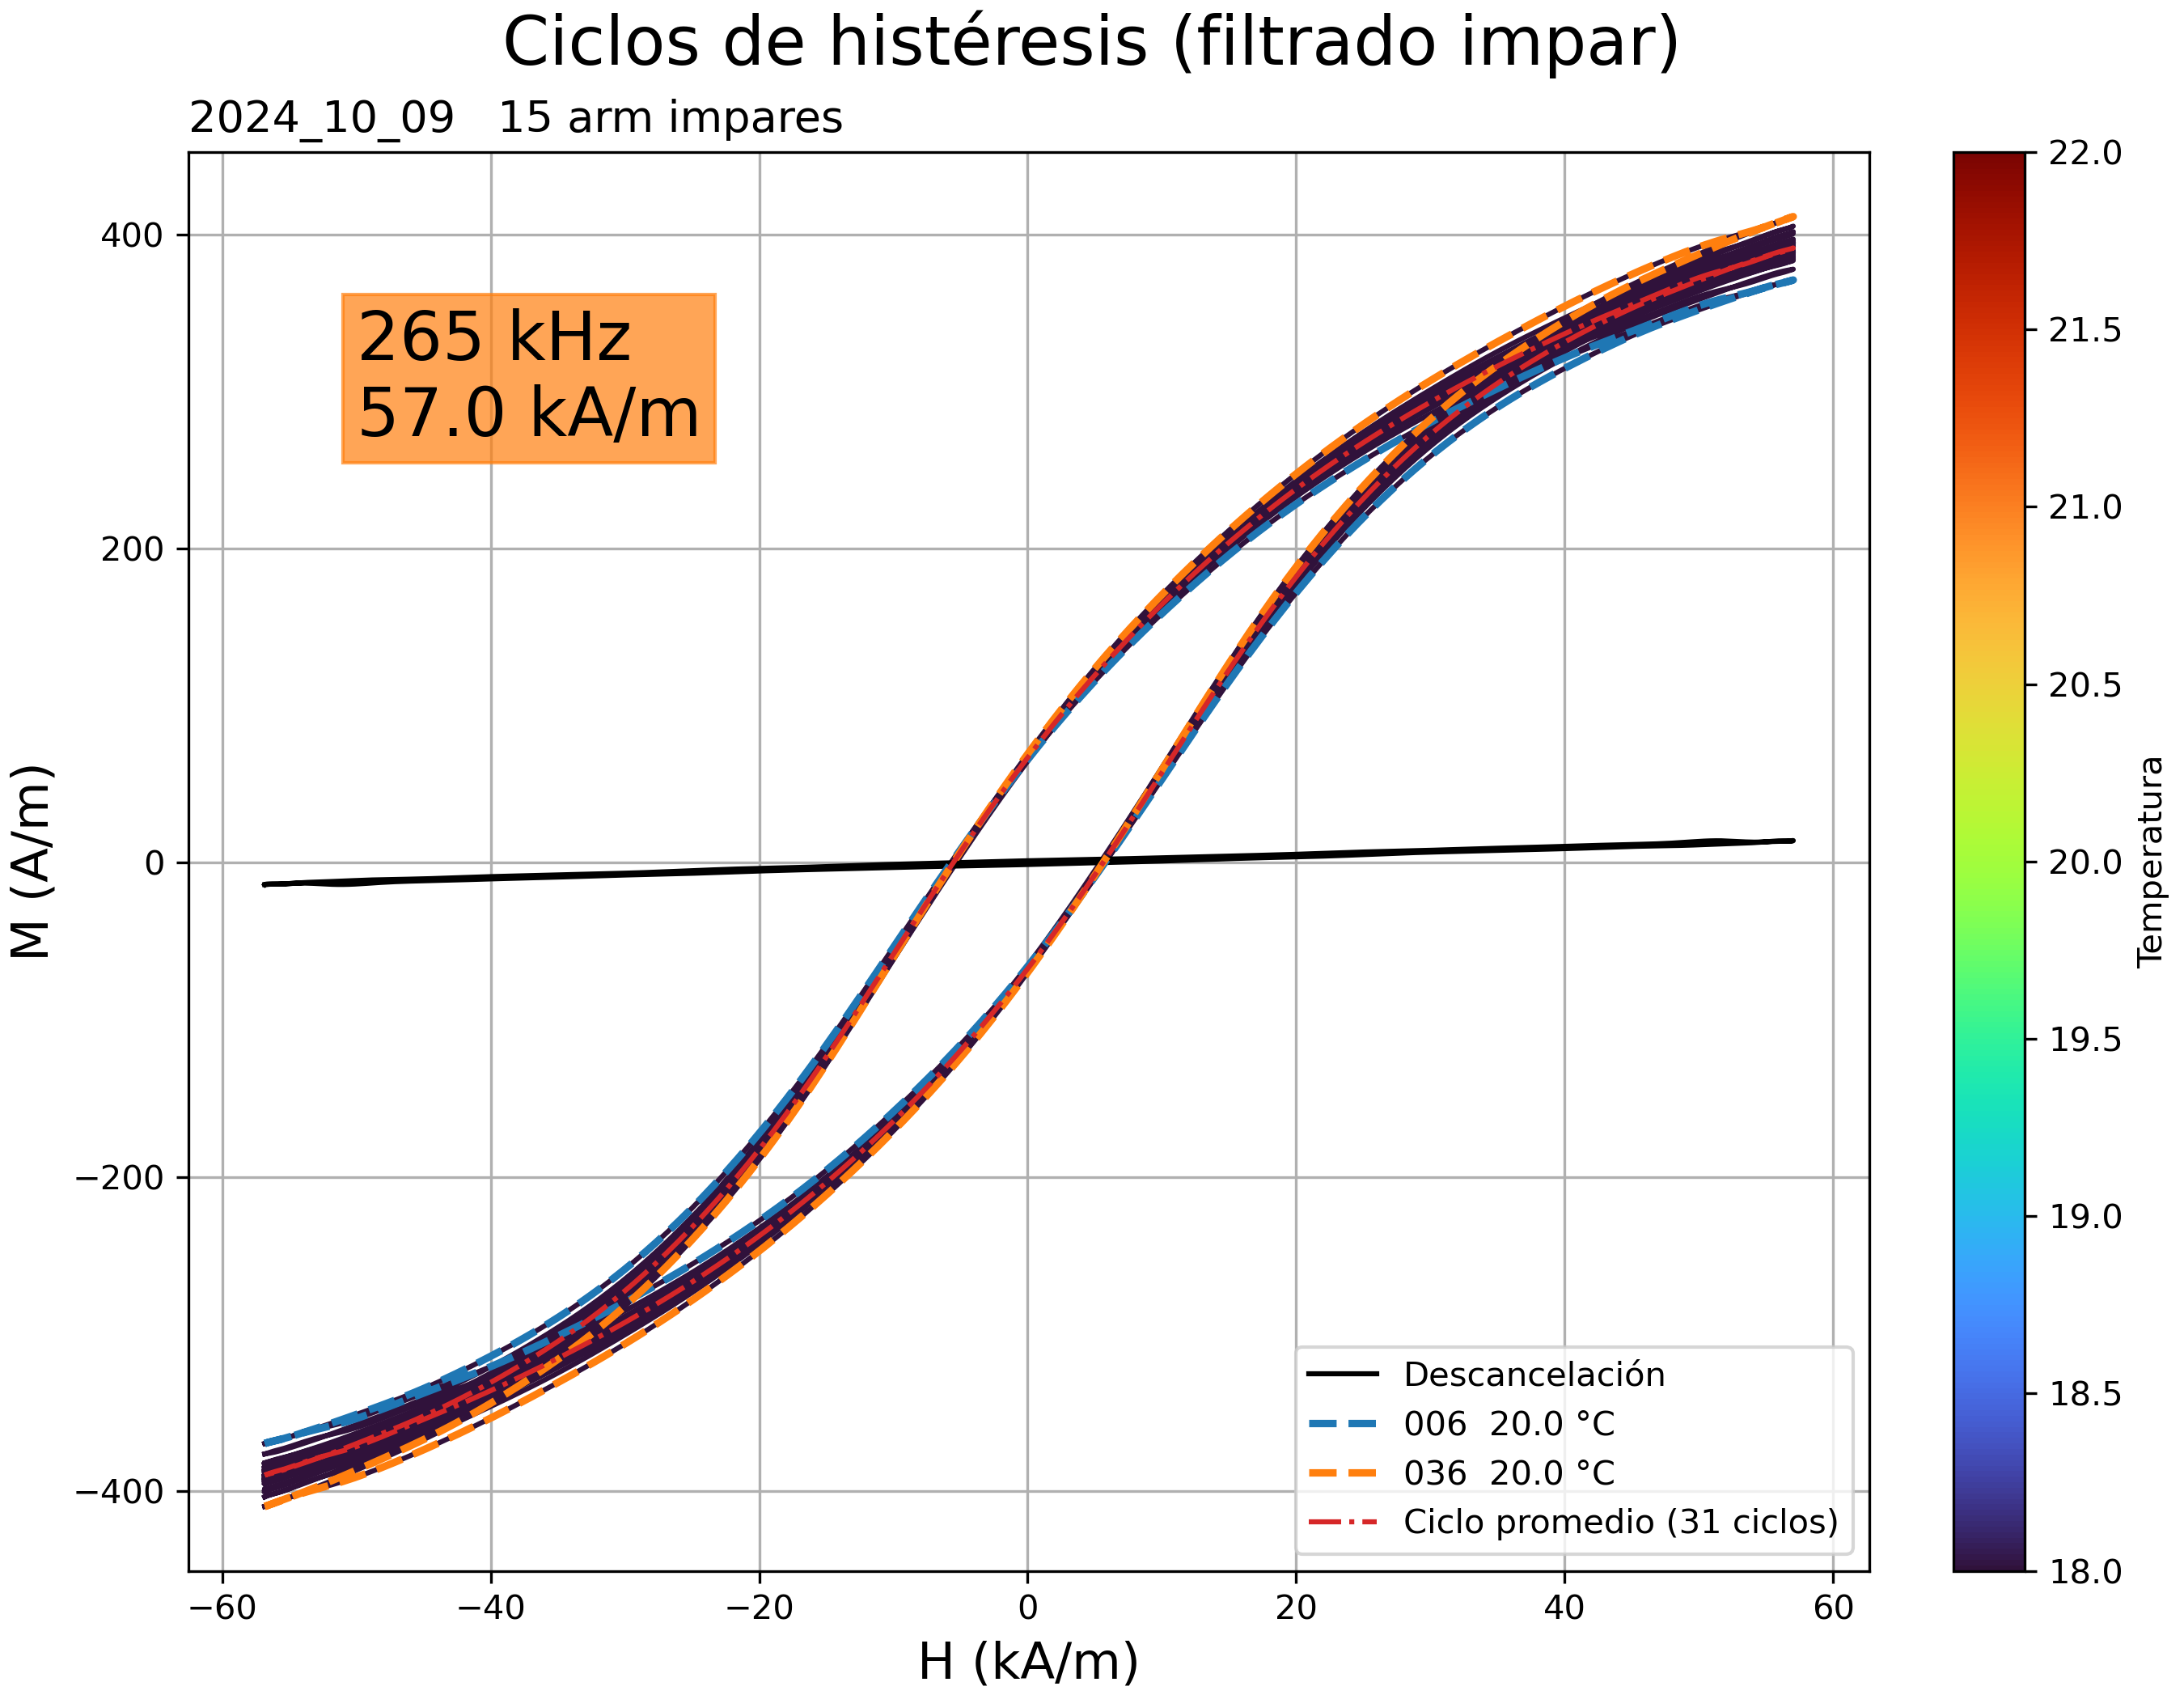 Ciclos de histéresis (filtrado impar)
2024_10_09   15 arm impares
265 kHz
57.0 kA/m
M (A/m)
400
200
0
−200
−400
−60
−40
−20
0
20
40
60
H (kA/m)
Descancelación
006  20.0 °C
036  20.0 °C
Ciclo promedio (31 ciclos)
22.0
21.5
21.0
20.5
20.0
19.5
19.0
18.5
18.0
Temperatura